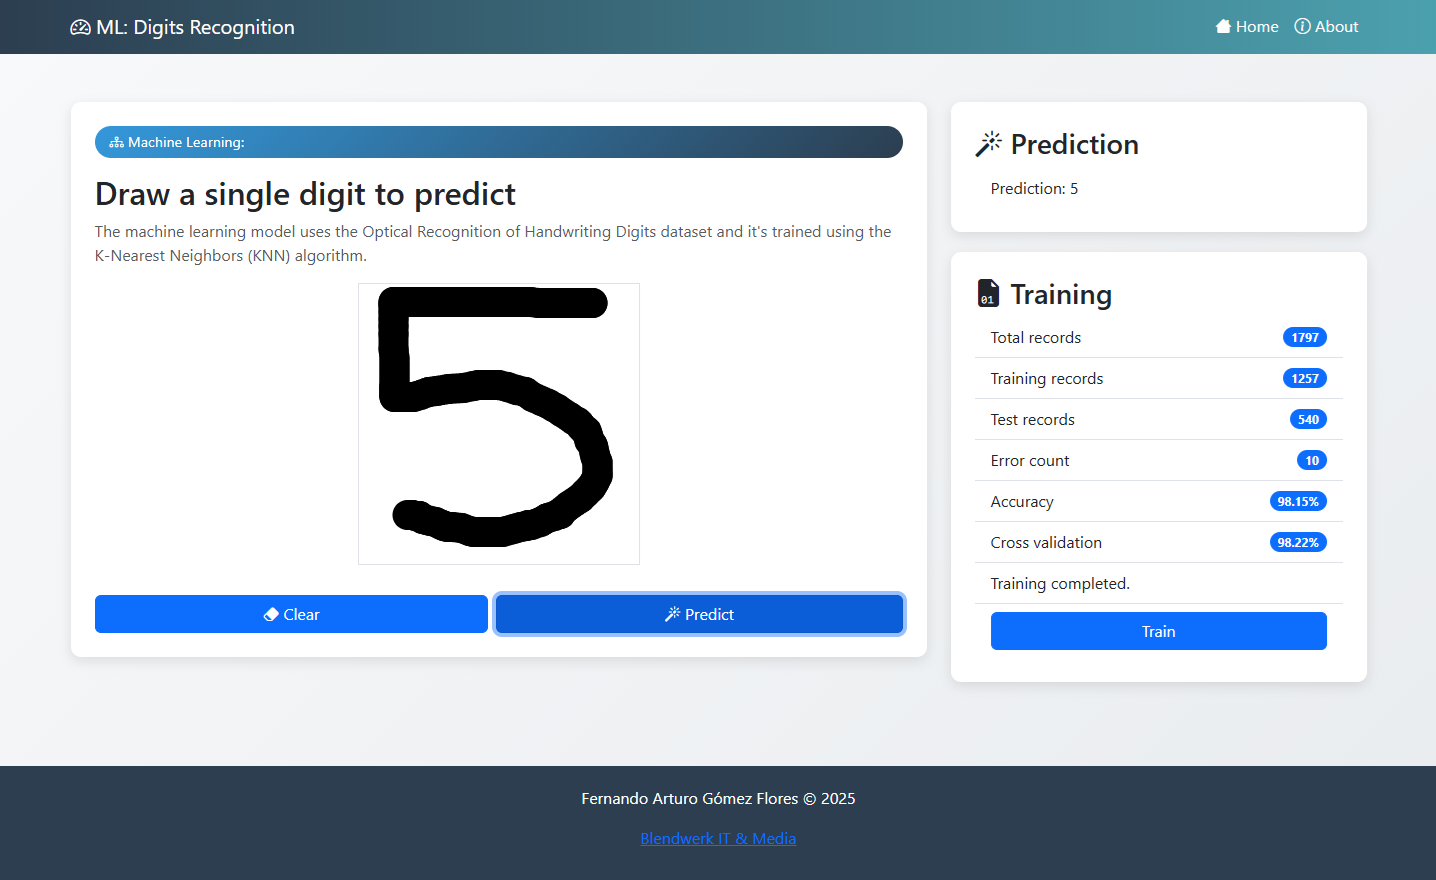 ML: Digits Recognition
Home
About
Machine Learning:
Draw a single digit to predict
The machine learning model uses the Optical Recognition of Handwriting Digits dataset and it's trained using the
K-Nearest Neighbors (KNN) algorithm.
5
Clear
Predict
Prediction
Prediction: 5
01
Training
Total records 1797
Training records 1257
Test records 540
Error count 10
Accuracy 98.15%
Cross validation 98.22%
Training completed.
Train
Fernando Arturo Gómez Flores © 2025
Blendwerk IT & Media